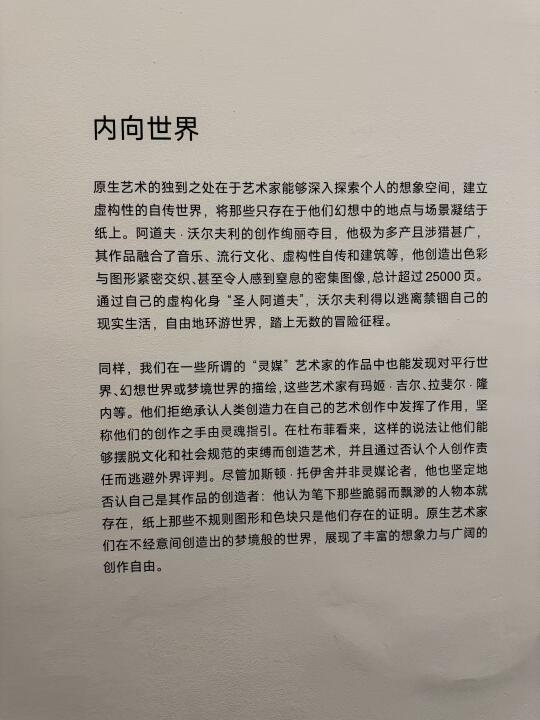 内向世界
原生艺术的独到之处在于艺术家能够深入探索个人的想象空间，建立
虚构性的自传世界，将那些只存在于他们幻想中的地点与场景凝结于
纸上。阿道夫·沃尔夫利的创作绚丽夺目，他极为多产且涉猎甚广，
其作品融合了音乐、流行文化、虚构性自传和建筑等，他创造出色彩
与图形紧密交织、甚至令人感到窒息的密集图像，总计超过25000页。
通过自己的虚构化身“圣人阿道夫”，沃尔夫利得以逃离禁锢自己的
现实生活，自由地环游世界，踏上无数的冒险征程。
同样，我们在一些所谓的“灵媒”艺术家的作品中也能发现对平行世
界、幻想世界或梦境世界的描绘，这些艺术家有玛姬·吉尔、拉斐尔·隆
内等。他们拒绝承认人类创造力在自己的艺术创作中发挥了作用，坚
称他们的创作之手由灵魂指引。在杜布菲看来，这样的说法让他们能
够摆脱文化和社会规范的束缚而创造艺术，并且通过否认个人创作责
任而逃避外界评判。尽管加斯顿·托伊舍并非灵媒论者，他也坚定地
否认自己是其作品的创造者：他认为笔下那些脆弱而飘渺的人物本就
存在，纸上那些不规则图形和色块只是他们存在的证明。原生艺术家
们在不经意间创造出的梦境般的世界，展现了丰富的想象力与广阔的
创作自由。